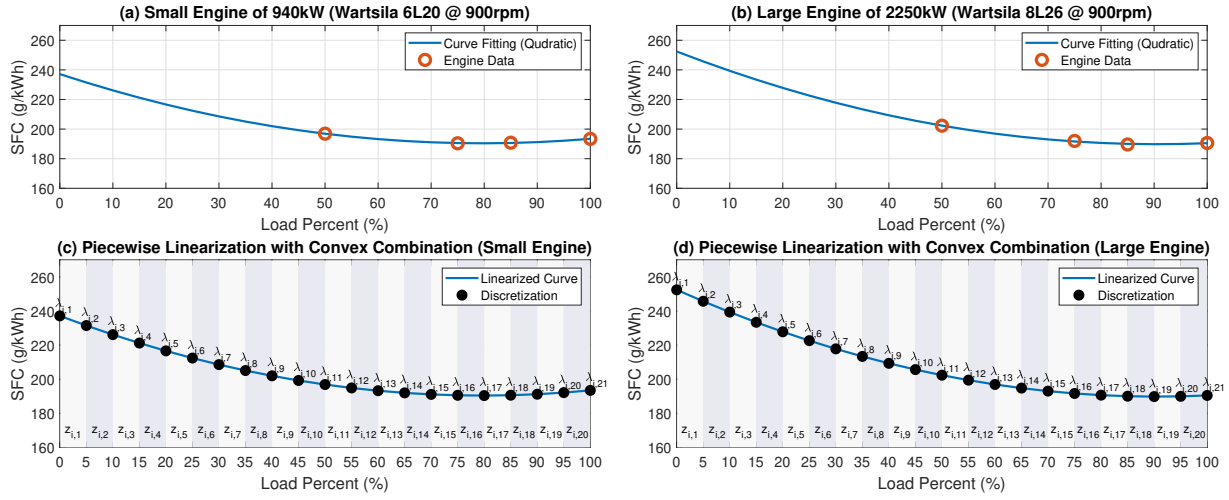 (a) Small Engine of 940kW (Wartsila 6L20 @ 900rpm)
SFC (g/kWh)
260
240
220
200
180
160
Curve Fitting (Qudratic)
Engine Data
0 10 20 30 40 50 60 70 80 90 100
Load Percent (%)
(b) Large Engine of 2250kW (Wartsila 8L26 @ 900rpm)
SFC (g/kWh)
260
240
220
200
180
160
Curve Fitting (Qudratic)
Engine Data
0 10 20 30 40 50 60 70 80 90 100
Load Percent (%)
(c) Piecewise Linearization with Convex Combination (Small Engine)
SFC (g/kWh)
260
240
220
200
180
160
Linearized Curve
Discretization
λi,1 λi,2 λi,3 λi,4 λi,5 λi,6 λi,7 λi,8 λi,9 λi,10 λi,11 λi,12 λi,13 λi,14 λi,15 λi,16 λi,17 λi,18 λi,19 λi,20 λi,21
zi,1 zi,2 zi,3 zi,4 zi,5 zi,6 zi,7 zi,8 zi,9 zi,10 zi,11 zi,12 zi,13 zi,14 zi,15 zi,16 zi,17 zi,18 zi,19 zi,20
0 5 10 15 20 25 30 35 40 45 50 55 60 65 70 75 80 85 90 95 100
Load Percent (%)
(d) Piecewise Linearization with Convex Combination (Large Engine)
SFC (g/kWh)
260
240
220
200
180
160
Linearized Curve
Discretization
λi,1 λi,2 λi,3 λi,4 λi,5 λi,6 λi,7 λi,8 λi,9 λi,10 λi,11 λi,12 λi,13 λi,14 λi,15 λi,16 λi,17 λi,18 λi,19 λi,20 λi,21
zi,1 zi,2 zi,3 zi,4 zi,5 zi,6 zi,7 zi,8 zi,9 zi,10 zi,11 zi,12 zi,13 zi,14 zi,15 zi,16 zi,17 zi,18 zi,19 zi,20
0 5 10 15 20 25 30 35 40 45 50 55 60 65 70 75 80 85 90 95 100
Load Percent (%)